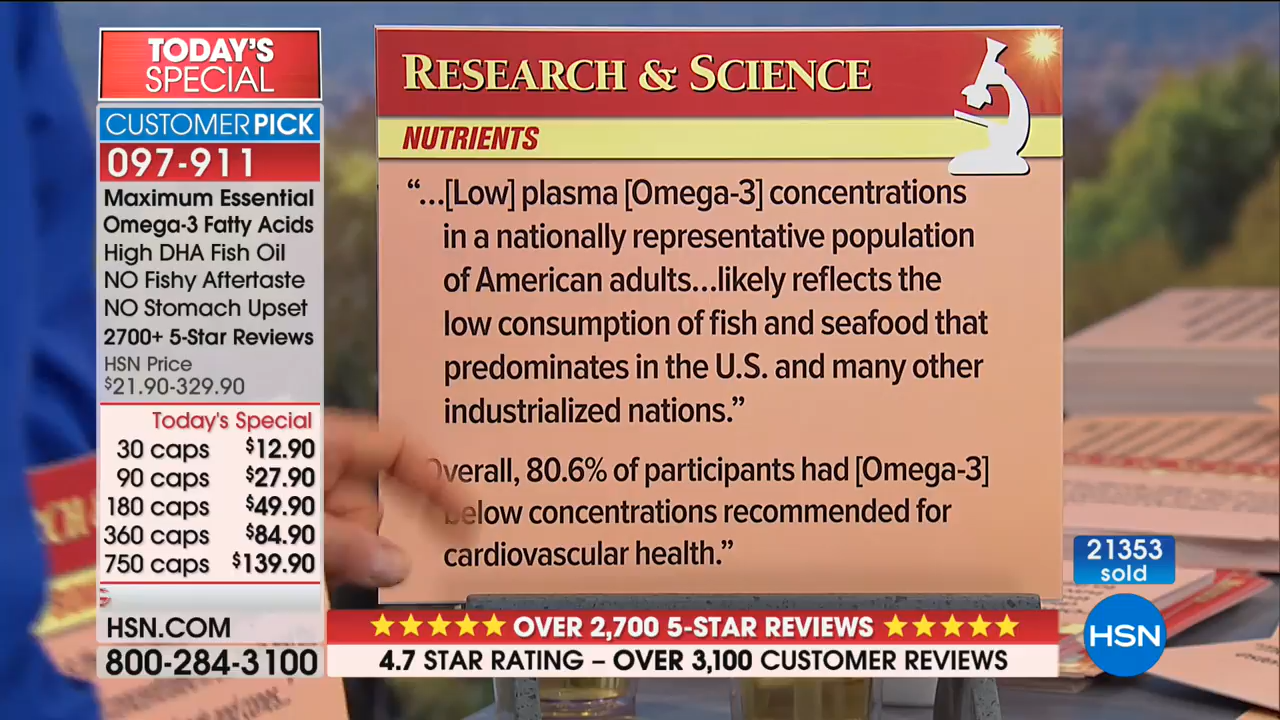 TODAY'S
SPECIAL
CUSTOMER PICK
097-911
Maximum Essential
Omega-3 Fatty Acids
High DHA Fish Oil
NO Fishy Aftertaste
NO Stomach Upset
2700+ 5-Star Reviews
HSN Price
$21.90-329.90
Today's Special
30 caps $12.90
90 caps $27.90
180 caps $49.90
360 caps $84.90
750 caps $139.90
HSN.COM
800-284-3100
RESEARCH & SCIENCE
NUTRIENTS
“...[Low] plasma [Omega-3] concentrations
in a nationally representative population
of American adults...likely reflects the
low consumption of fish and seafood that
predominates in the U.S. and many other
industrialized nations.”
Overall, 80.6% of participants had [Omega-3]
below concentrations recommended for
cardiovascular health.”
21353
sold
HSN
OVER 2,700 5-STAR REVIEWS
4.7 STAR RATING – OVER 3,100 CUSTOMER REVIEWS